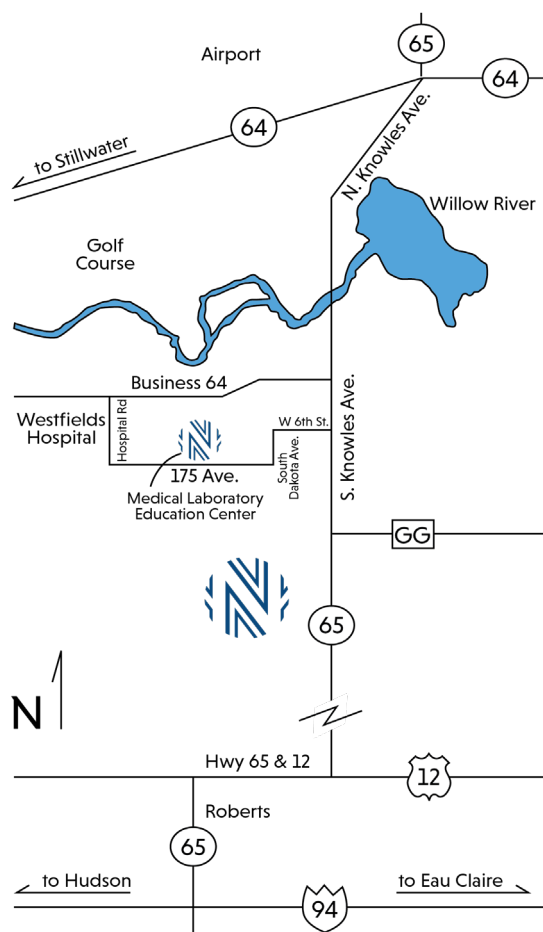 65
Airport
64
64
to Stillwater
N. Knowles Ave.
Willow River
Golf
Course
Business 64
Westfields
Hospital
Hospital Rd
W 6th St.
S. Knowles Ave.
N
175 Ave.
South
Dakota Ave.
Medical Laboratory
Education Center
GG
N
65
N
Hwy 65 & 12
12
Roberts
65
to Hudson
to Eau Claire
94